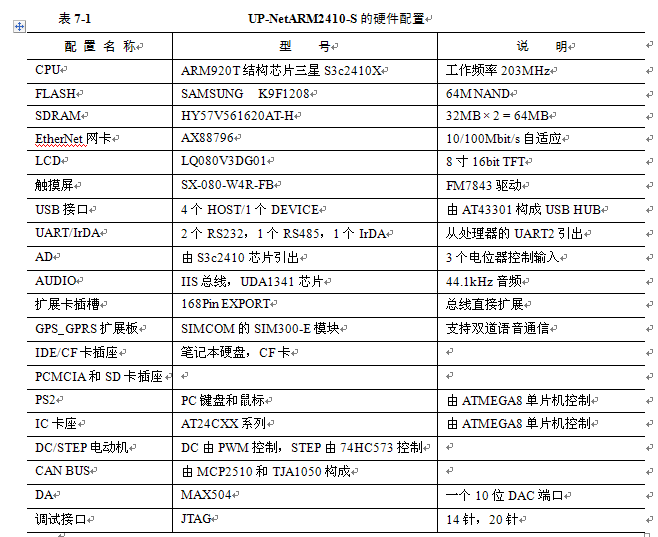 表 7-1 UP-NetARM2410-S 的硬件配置
配 置 名 称 型 号 说 明
CPU ARM920T 结构芯片三星 S3c2410X 工作频率 203MHz
FLASH SAMSUNG K9F1208 64M NAND
SDRAM HY57V561620AT-H 32MB × 2 = 64MB
EtherNet 网卡 AX88796 10/100Mbit/s 自适应
LCD LQ080V3DG01 8 寸 16bit TFT
触摸屏 SX-080-W4R-FB FM7843 驱动
USB 接口 4 个 HOST/1 个 DEVICE 由 AT43301 构成 USB HUB
UART/IrDA 2 个 RS232，1 个 RS485，1 个 IrDA 从处理器的 UART2 引出
AD 由 S3c2410 芯片引出 3 个电位器控制输入
AUDIO IIS 总线，UDA1341 芯片 44.1kHz 音频
扩展卡插槽 168Pin EXPORT 总线直接扩展
GPS_GPRS 扩展板 SIMCOM 的 SIM300-E 模块 支持双道语音通信
IDE/CF 卡插座 笔记本硬盘，CF 卡
PCMCIA 和 SD 卡插座
PS2 PC 键盘和鼠标 由 ATMEGA8 单片机控制
IC 卡座 AT24CXX 系列 由 ATMEGA8 单片机控制
DC/STEP 电动机 DC 由 PWM 控制，STEP 由 74HC573 控制
CAN BUS 由 MCP2510 和 TJA1050 构成
DA MAX504 一个 10 位 DAC 端口
调试接口 JTAG 14 针，20 针